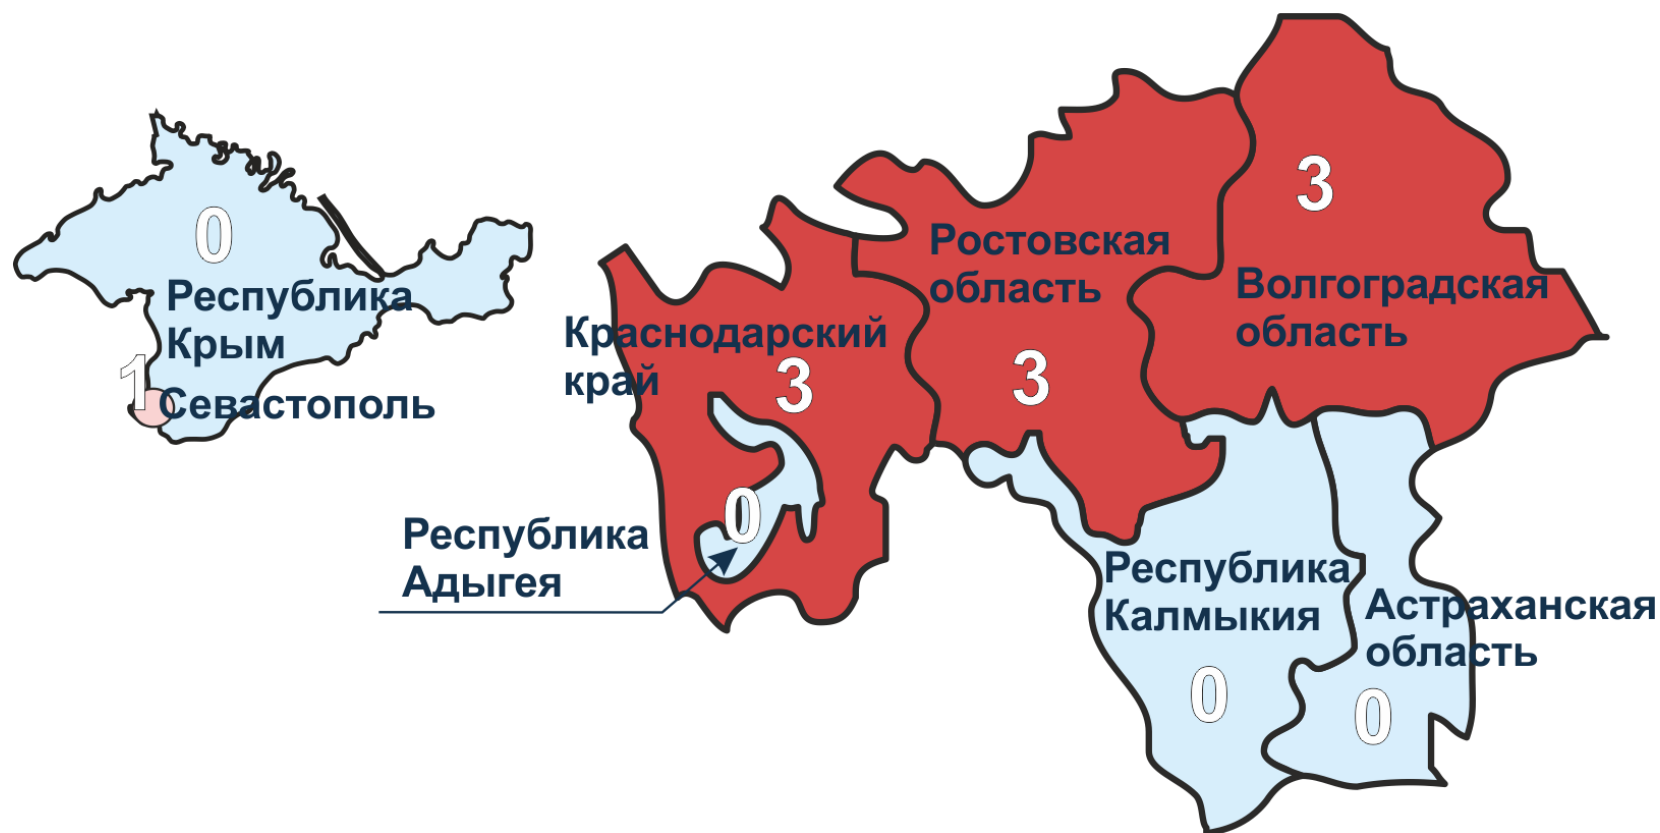 0
Республика
Крым
1
Севастополь
Краснодарский
край
3
0
Республика
Адыгея
Ростовская
область
3
3
Волгоградская
область
Республика
Калмыкия
0
Астраханская
область
0